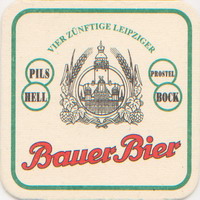 VIER ZÜNFTIGE LEIPZIGER
PILS
HELL
PROSTEL
BOCK
Bauer Bier